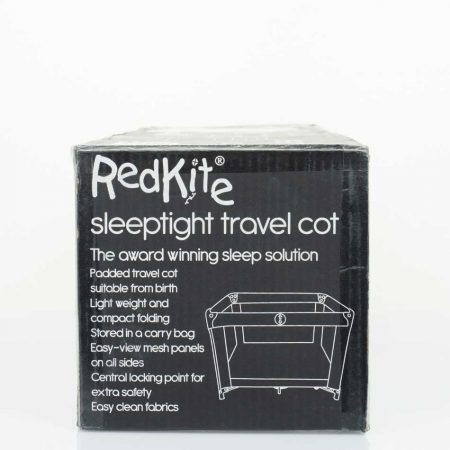 RedKite®
sleeptight travel cot
The award winning sleep solution
Padded travel cot
suitable from birth
Light weight and
compact folding
Stored in a carry bag
Easy-view mesh panels
on all sides
Central locking point for
extra safety
Easy clean fabrics